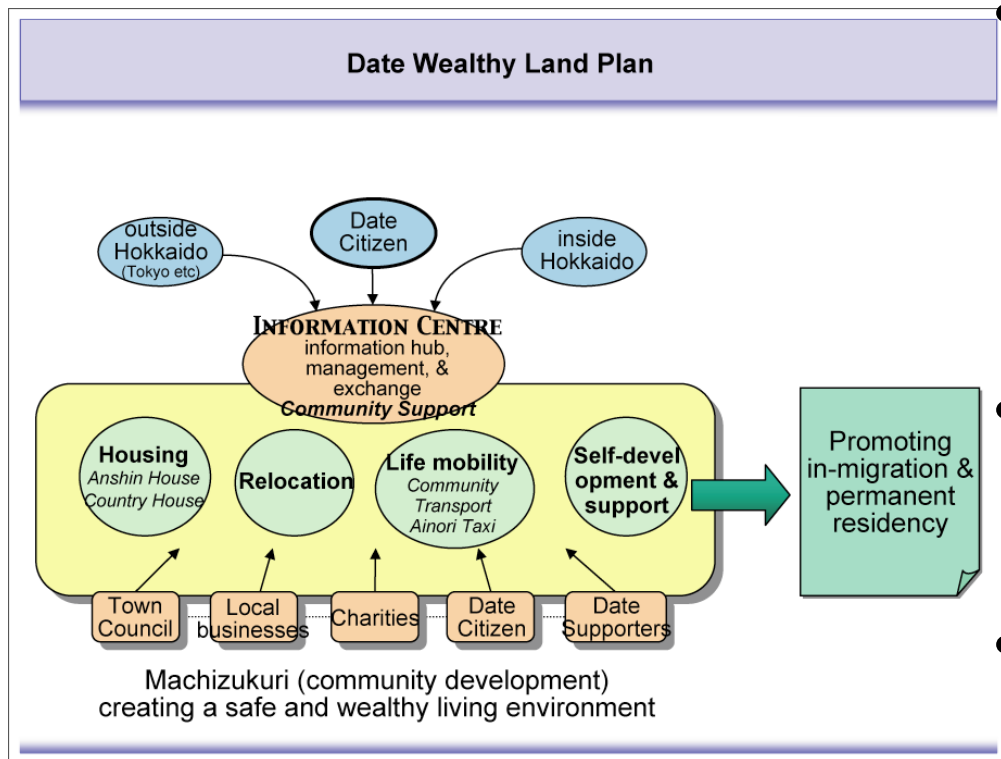 Date Wealthy Land Plan
outside
Hokkaido
(Tokyo etc)
Date
Citizen
inside
Hokkaido
INFORMATION CENTRE
information hub,
management, &
exchange
Community Support
Housing
Anshin House
Country House
Relocation
Life mobility
Community
Transport
Ainori Taxi
Self-devel
opment &
support
Promoting
in-migration &
permanent
residency
Town
Council
Local
businesses
Charities
Date
Citizen
Date
Supporters
Machizukuri (community development)
creating a safe and wealthy living environment